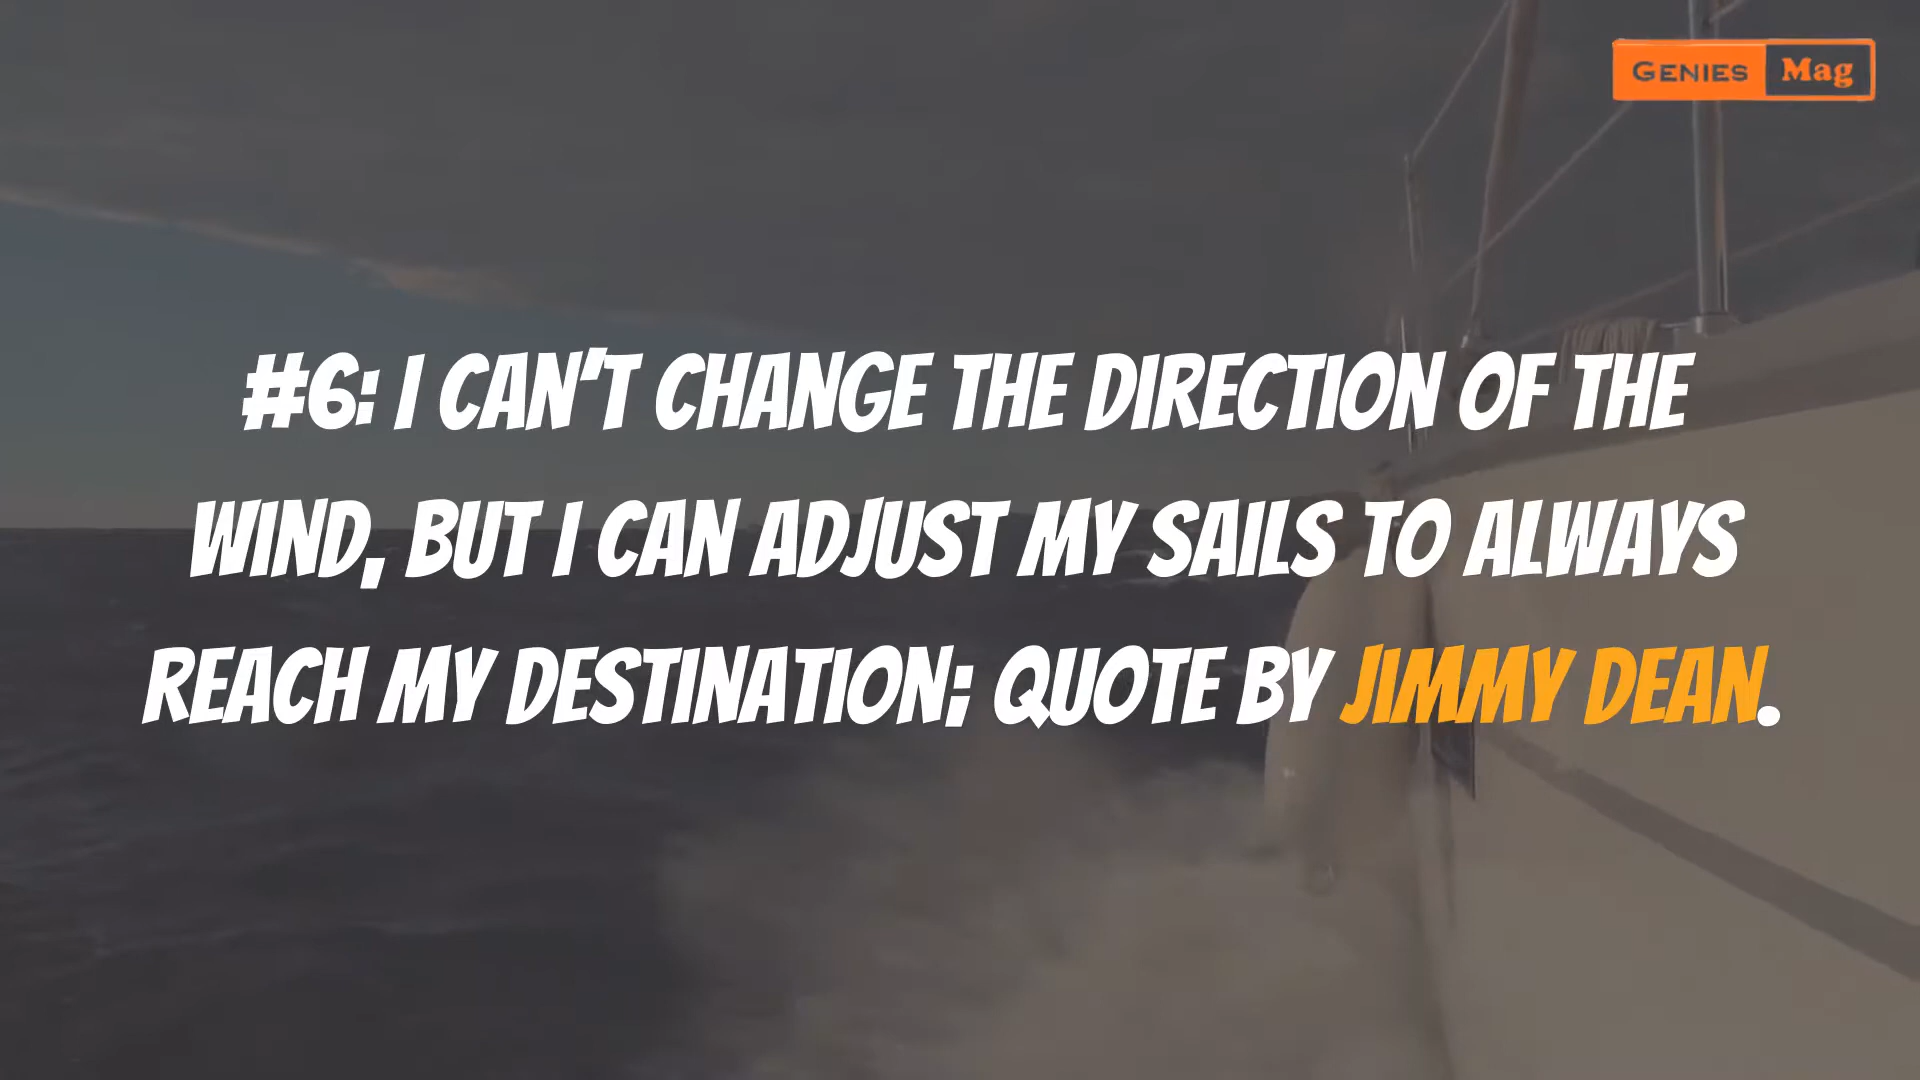 GENIES Mag
#6: I CAN'T CHANGE THE DIRECTION OF THE
WIND, BUT I CAN ADJUST MY SAILS TO ALWAYS
REACH MY DESTINATION; QUOTE BY JIMMY DEAN.